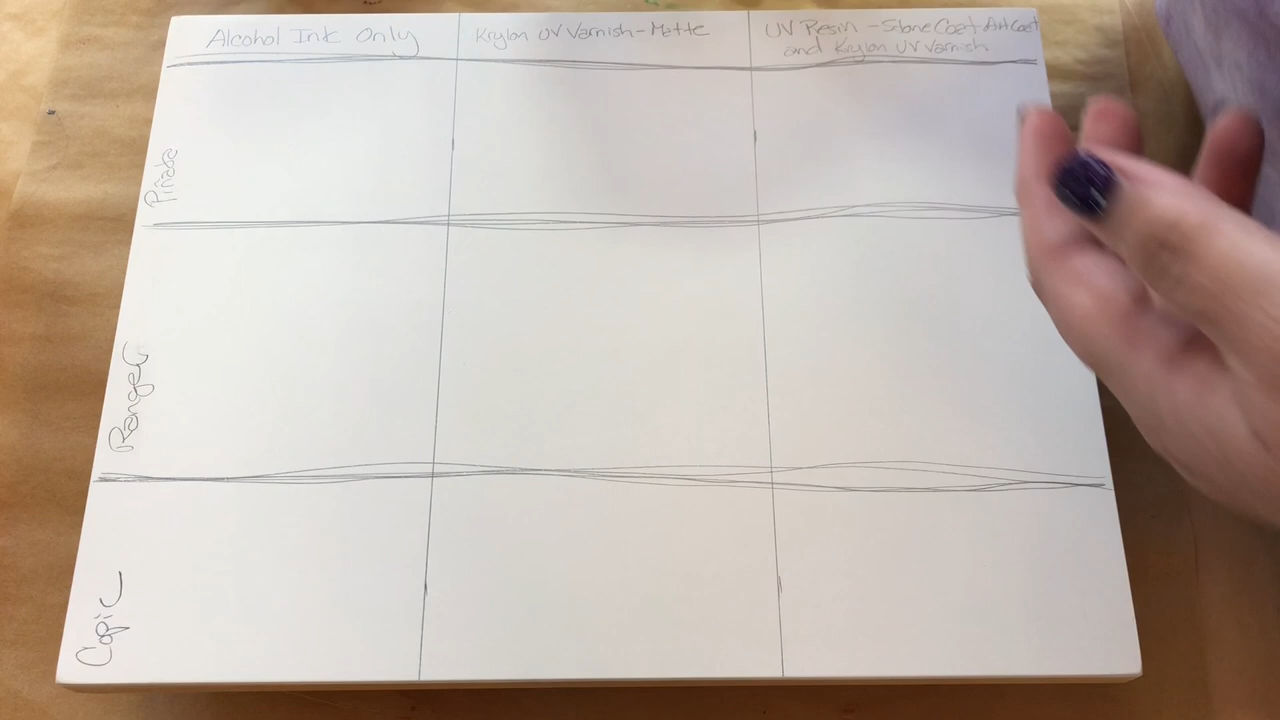 Alcohol Ink Only
Krylon UV Varnish-Matte
UV Resin - Stone Coat Art Coat
and Krylon UV Varnish
Piñata
Ranger
Copic